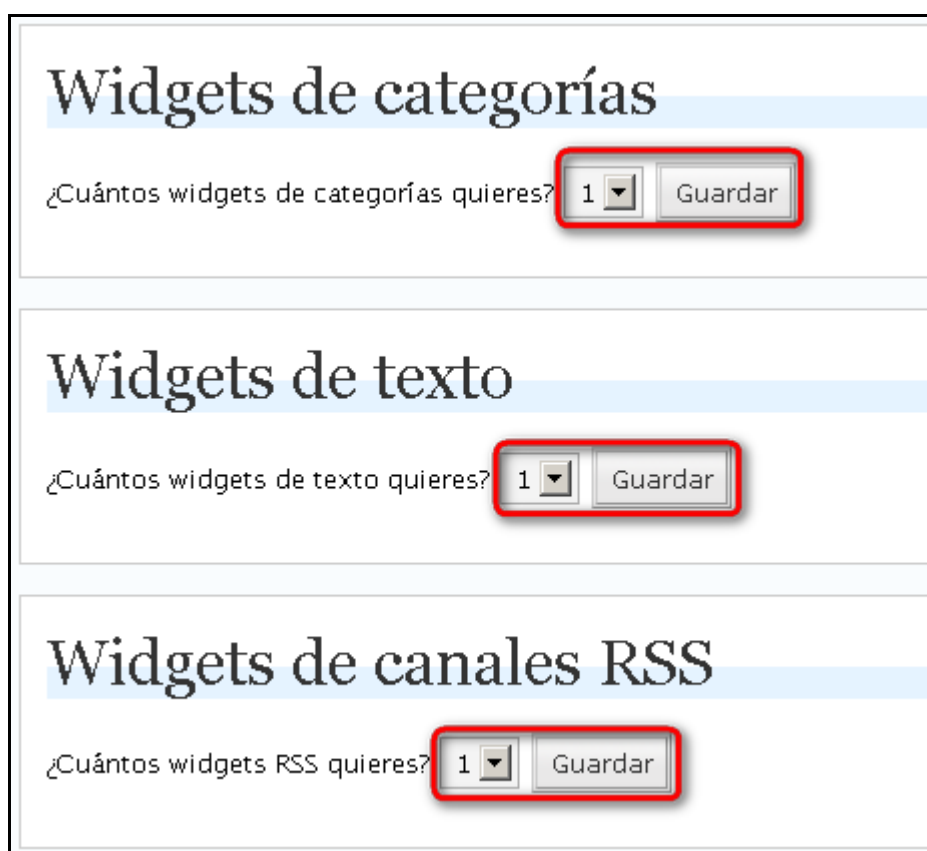 Widgets de categorías
¿Cuántos widgets de categorías quieres? 1 Guardar
Widgets de texto
¿Cuántos widgets de texto quieres? 1 Guardar
Widgets de canales RSS
¿Cuántos widgets RSS quieres? 1 Guardar